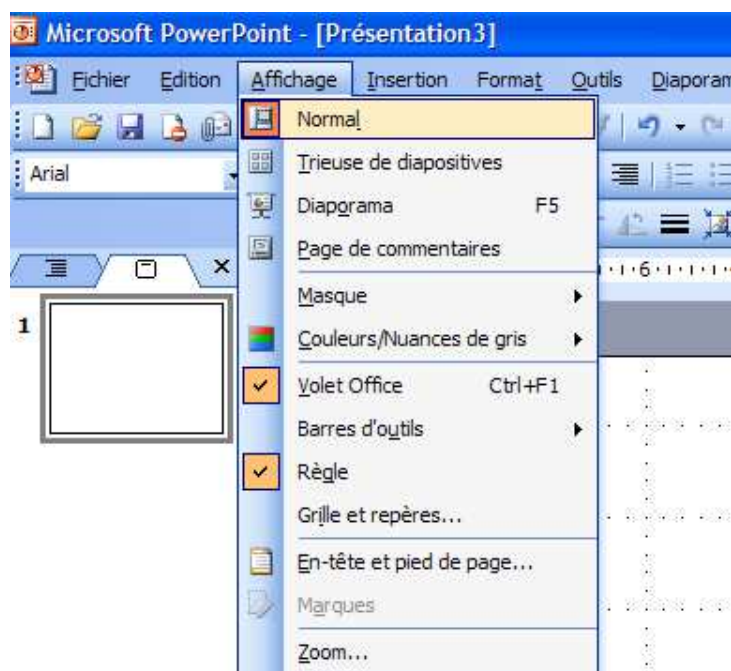 Microsoft PowerPoint - [Présentation3]
Fichier Edition Affichage Insertion Format Outils Diaporam
Arial
Normal
Trieuse de diapositives
Diaporama F5
Page de commentaires
Masque
Couleurs/Nuances de gris
Volet Office Ctrl+F1
Barres d'outils
Règle
Grille et repères...
En-tête et pied de page...
Marques
Zoom...
6
1